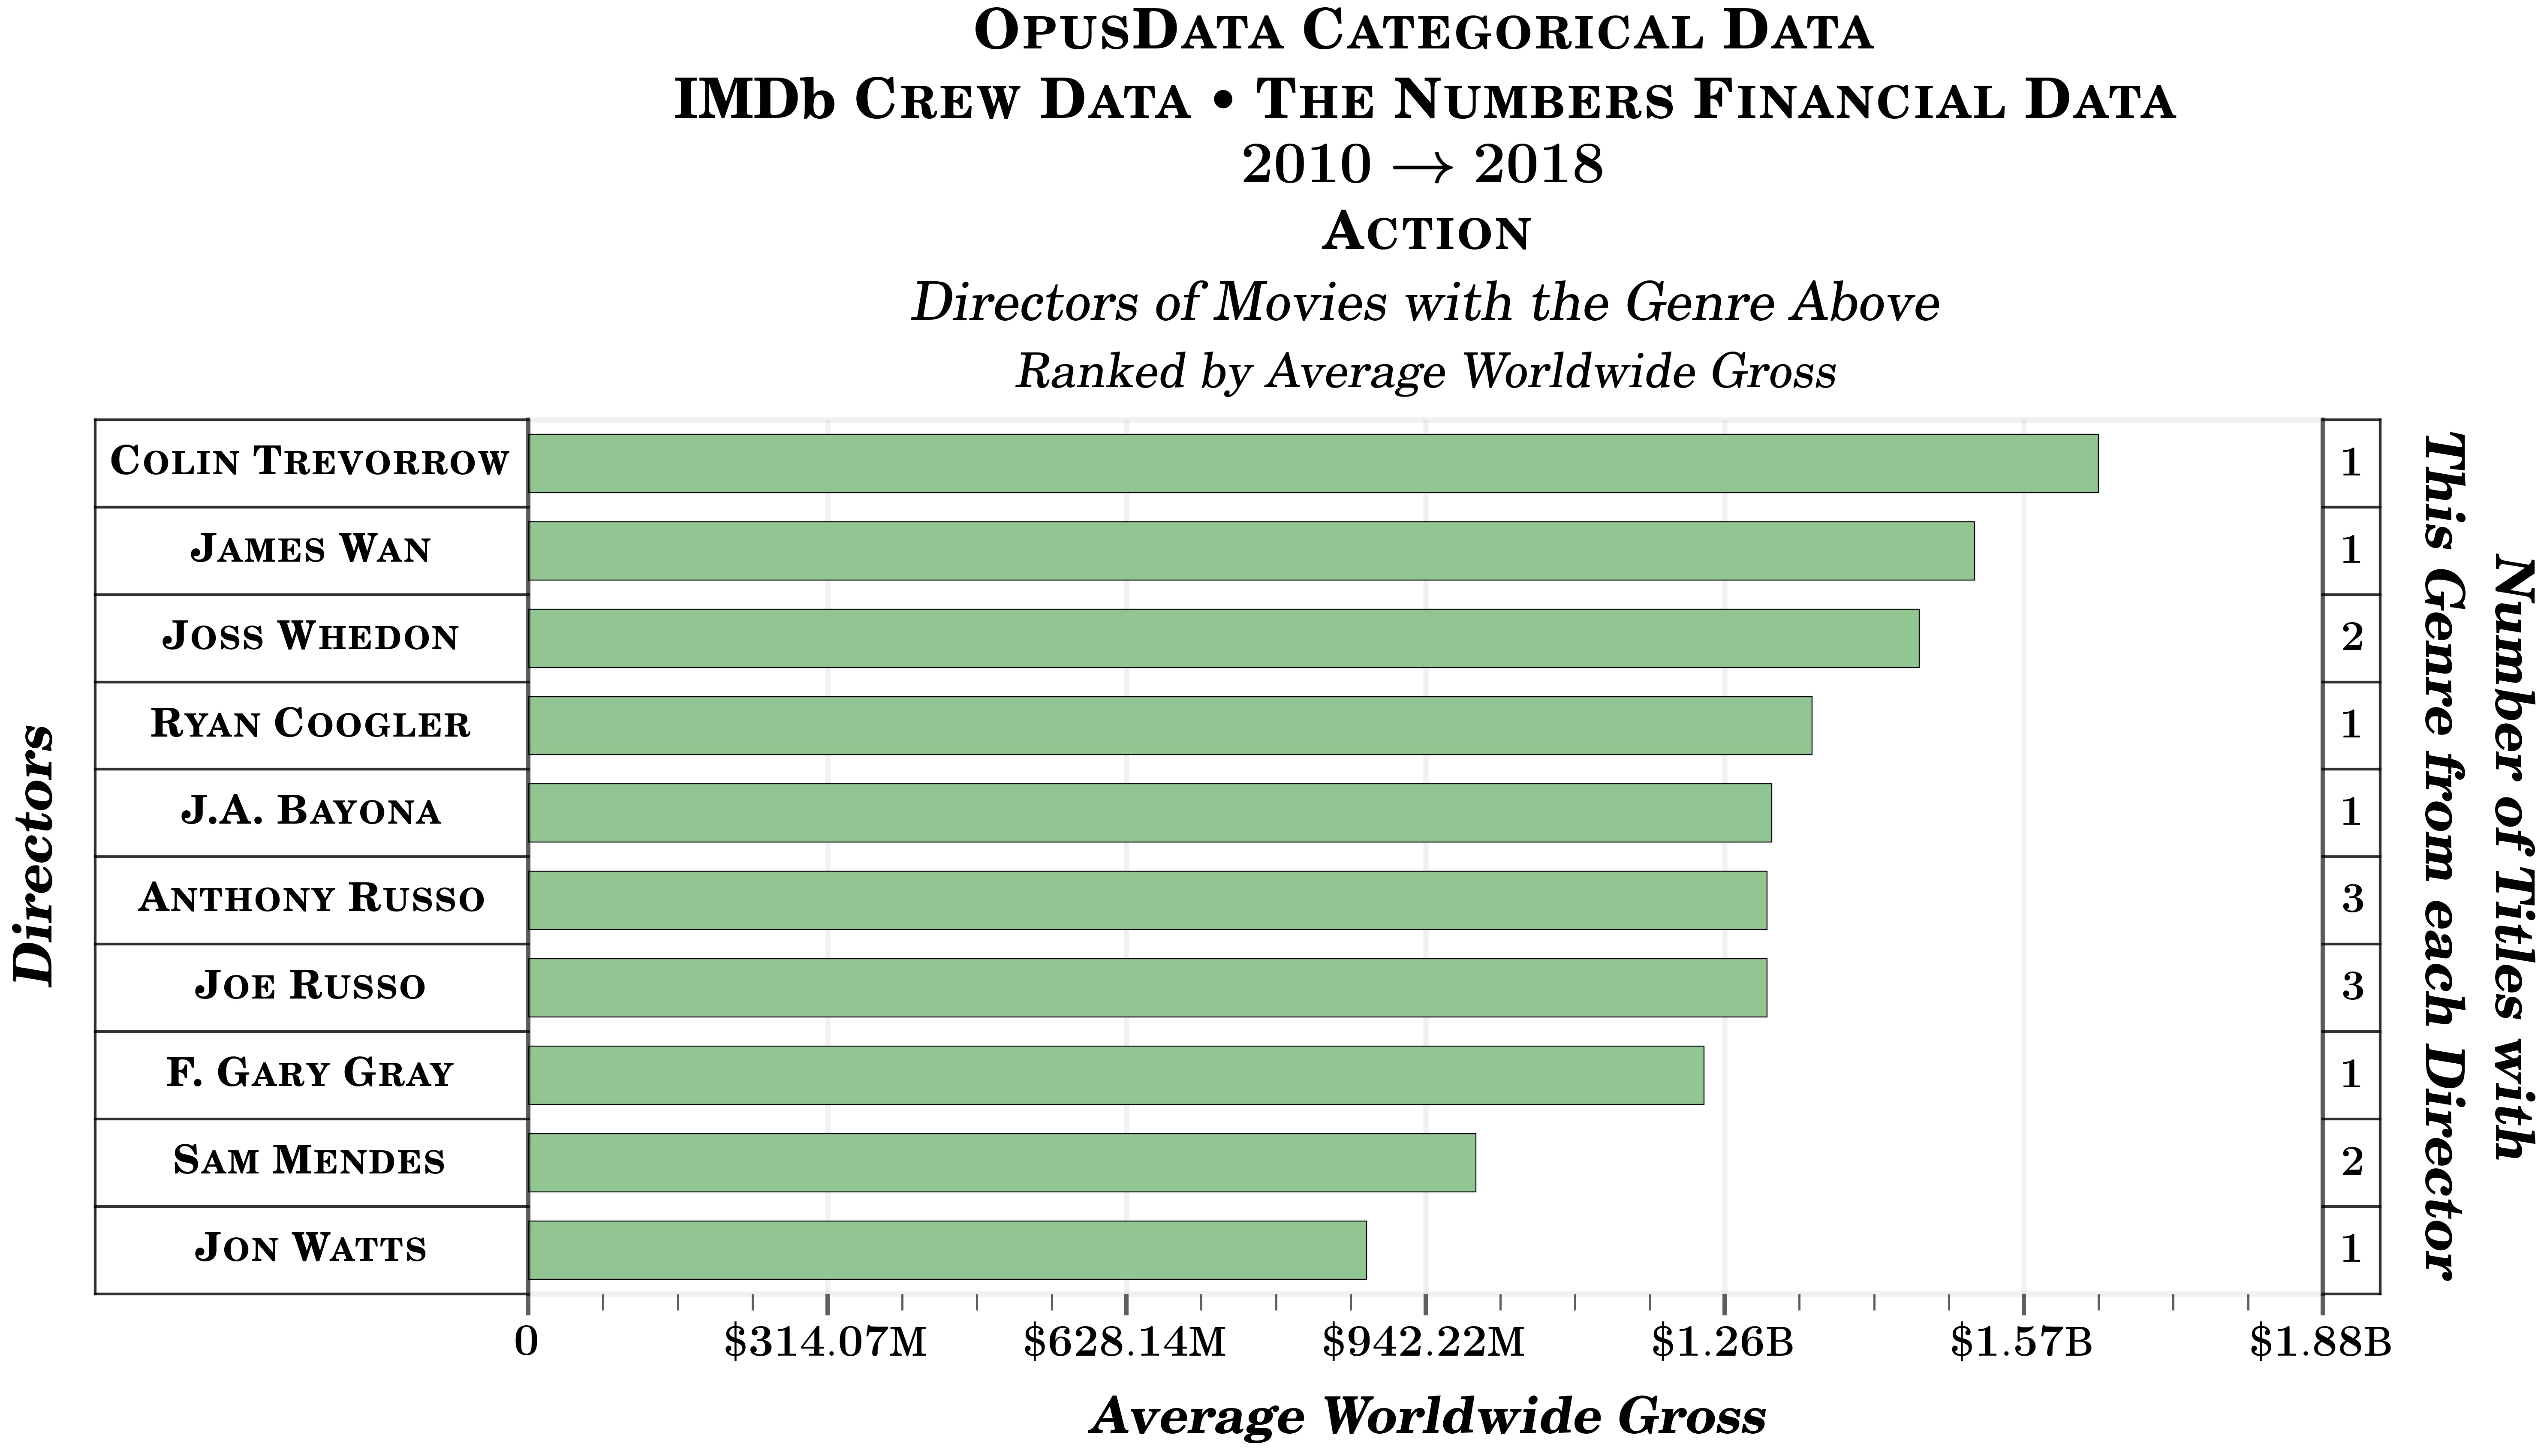 OpusData Categorical Data
IMDb Crew Data • The Numbers Financial Data
2010 → 2018
Action
Directors of Movies with the Genre Above
Ranked by Average Worldwide Gross
Directors
Colin Trevorrow 1
James Wan 1
Joss Whedon 2
Ryan Coogler 1
J.A. Bayona 1
Anthony Russo 3
Joe Russo 3
F. Gary Gray 1
Sam Mendes 2
Jon Watts 1
Number of Titles with
This Genre from each Director
0 $314.07M $628.14M $942.22M $1.26B $1.57B $1.88B
Average Worldwide Gross